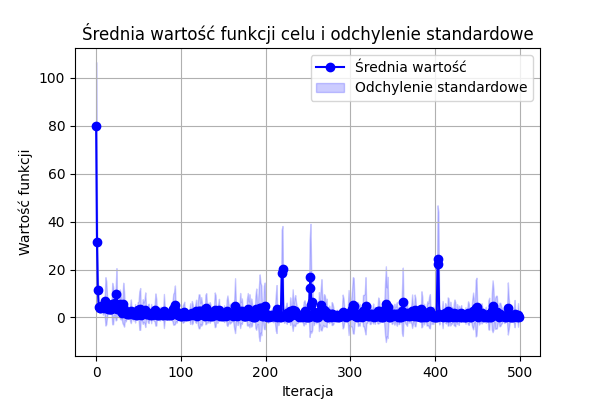 Średnia wartość funkcji celu i odchylenie standardowe
Średnia wartość
Odchylenie standardowe
Wartość funkcji
100
80
60
40
20
0
0 100 200 300 400 500
Iteracja